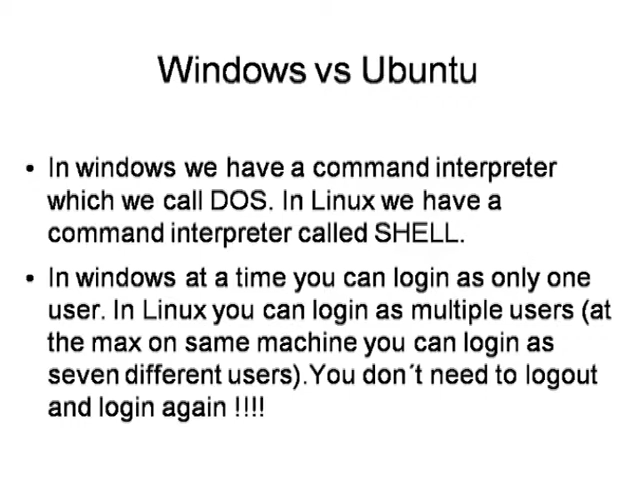 Windows vs Ubuntu
• In windows we have a command interpreter
which we call DOS. In Linux we have a
command interpreter called SHELL.
• In windows at a time you can login as only one
user. In Linux you can login as multiple users (at
the max on same machine you can login as
seven different users).You don´t need to logout
and login again !!!!